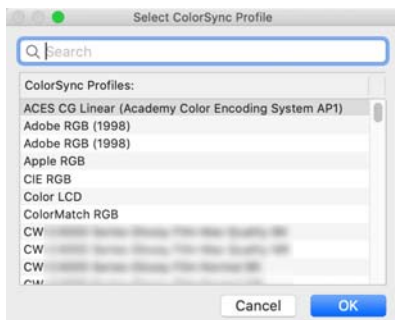 Select ColorSync Profile
Search
ColorSync Profiles:
ACES CG Linear (Academy Color Encoding System AP1)
Adobe RGB (1998)
Adobe RGB (1998)
Apple RGB
CIE RGB
Color LCD
ColorMatch RGB
CW
CW
CW
CW
Cancel OK